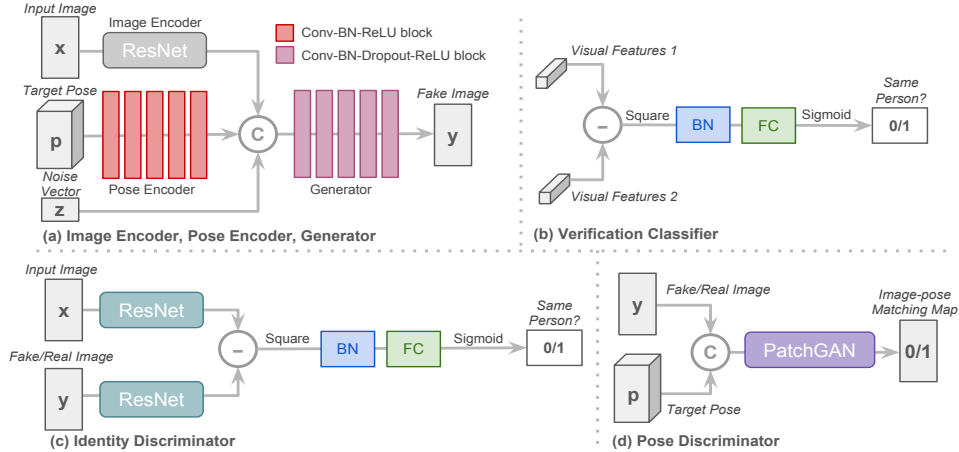 Input Image
x
Image Encoder
ResNet
Conv-BN-ReLU block
Conv-BN-Dropout-ReLU block
Target Pose
p
Pose Encoder
Noise
Vector
z
C
Generator
Fake Image
y
(a) Image Encoder, Pose Encoder, Generator
Visual Features 1
Visual Features 2
−
Square
BN
FC
Sigmoid
Same
Person?
0/1
(b) Verification Classifier
Input Image
x
ResNet
Fake/Real Image
y
ResNet
−
Square
BN
FC
Sigmoid
Same
Person?
0/1
(c) Identity Discriminator
y
Fake/Real Image
p
Target Pose
C
PatchGAN
Image-pose
Matching Map
0/1
(d) Pose Discriminator